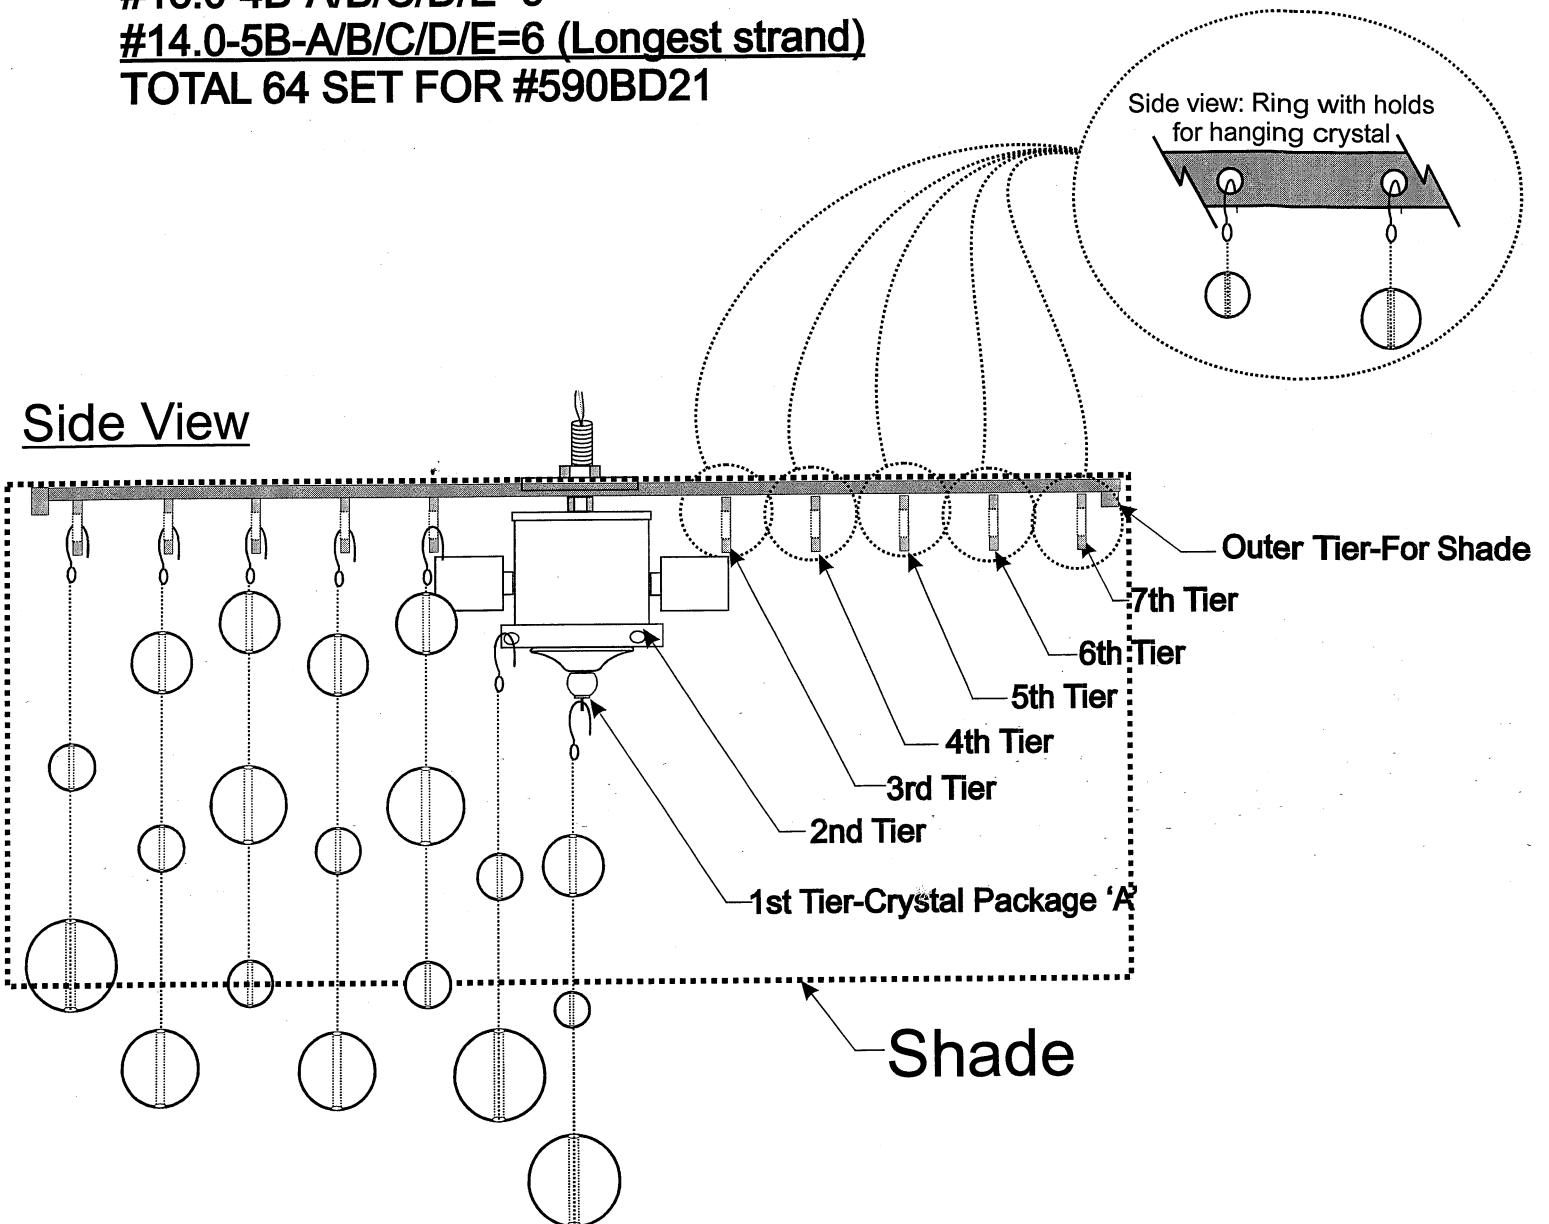 #14.0-5B-A/B/C/D/E=6 (Longest strand)
TOTAL 64 SET FOR #590BD21
Side view: Ring with holds
for hanging crystal
Side View
Outer Tier-For Shade
7th Tier
6th Tier
5th Tier
4th Tier
3rd Tier
2nd Tier
1st Tier-Crystal Package ‘A’
Shade